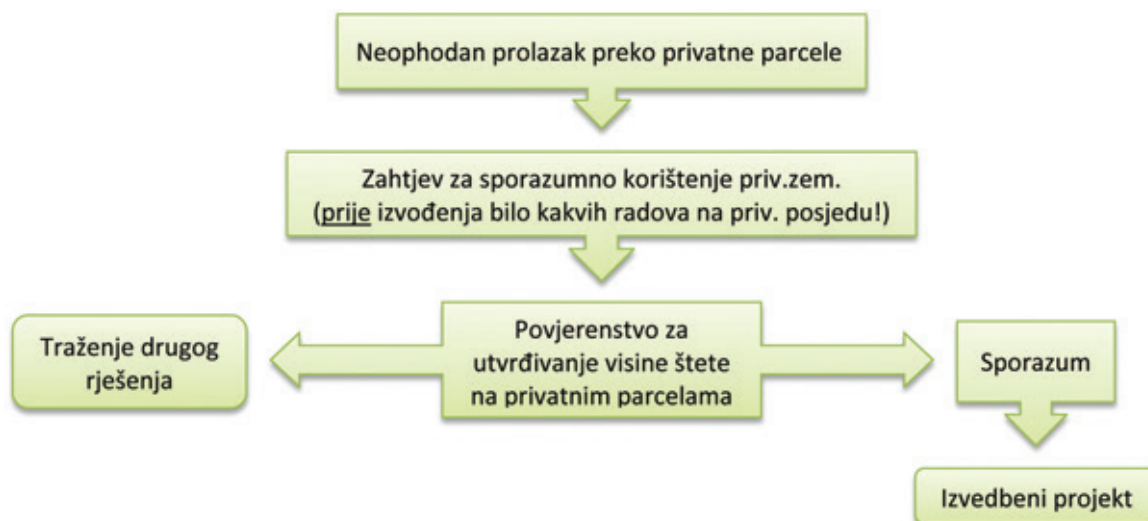 Neophodan prolazak preko privatne parcele
Zahtjev za sporazumno korištenje priv.zem.
(prije izvođenja bilo kakvih radova na priv. posjedu!)
Traženje drugog
rješenja
Povjerenstvo za
utvrđivanje visine štete
na privatnim parcelama
Sporazum
Izvedbeni projekt